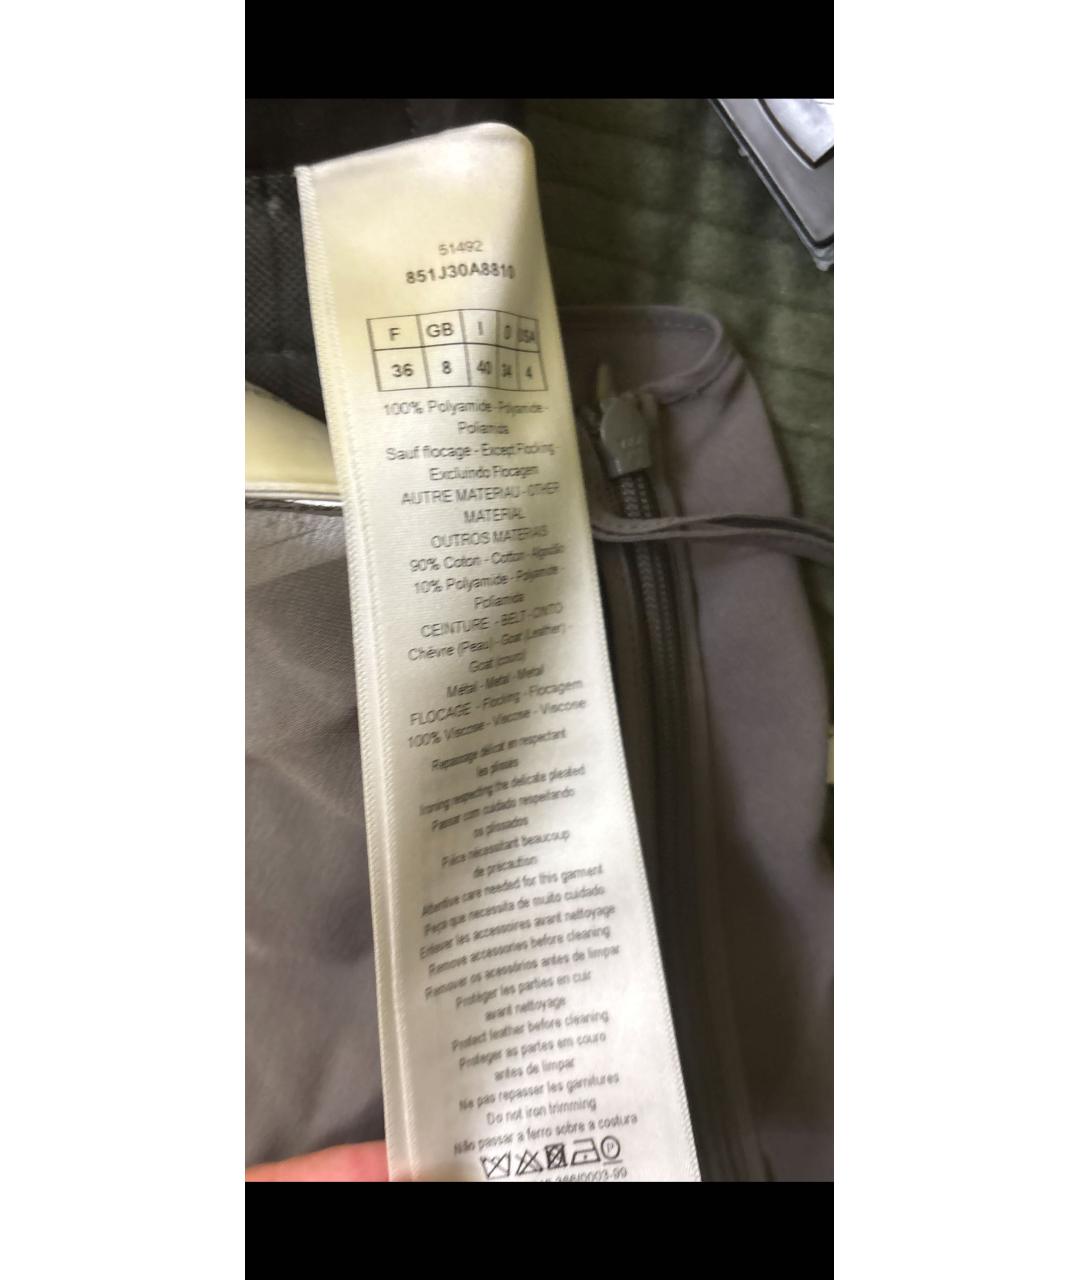 51492
851J30A8810
F GB I D USA
36 8 40 34 4
100% Polyamide - Polyamide -
Poliamida
Sauf flocage - Except Flocking -
Excluindo Flocagem
AUTRE MATERIAU - OTHER
MATERIAL
OUTROS MATERIAIS
90% Coton - Cotton - Algodão
10% Polyamide - Polyamide -
Poliamida
CEINTURE - BELT - CINTO
Chèvre (Peau) - Goat (Leather) -
Goat (couro)
Métal - Metal - Metal
FLOCAGE - Flocking - Flocagem
100% Viscose - Viscose - Viscose
Repassage délicat en respectant
les plissés
Ironing respecting the delicate pleated
Passar com cuidado respeitando
os plissados
Pièce nécessitant beaucoup
de précaution
Attentive care needed for this garment
Peça que necessita de muito cuidado
Enlever les accessoires avant nettoyage
Remove accessories before cleaning
Remover os acessórios antes de limpar
Protéger les parties en cuir
avant nettoyage
Protect leather before cleaning
Proteger as partes em couro
antes de limpar
Ne pas repasser les garnitures
Do not iron trimming
Não passar a ferro sobre a costura
P